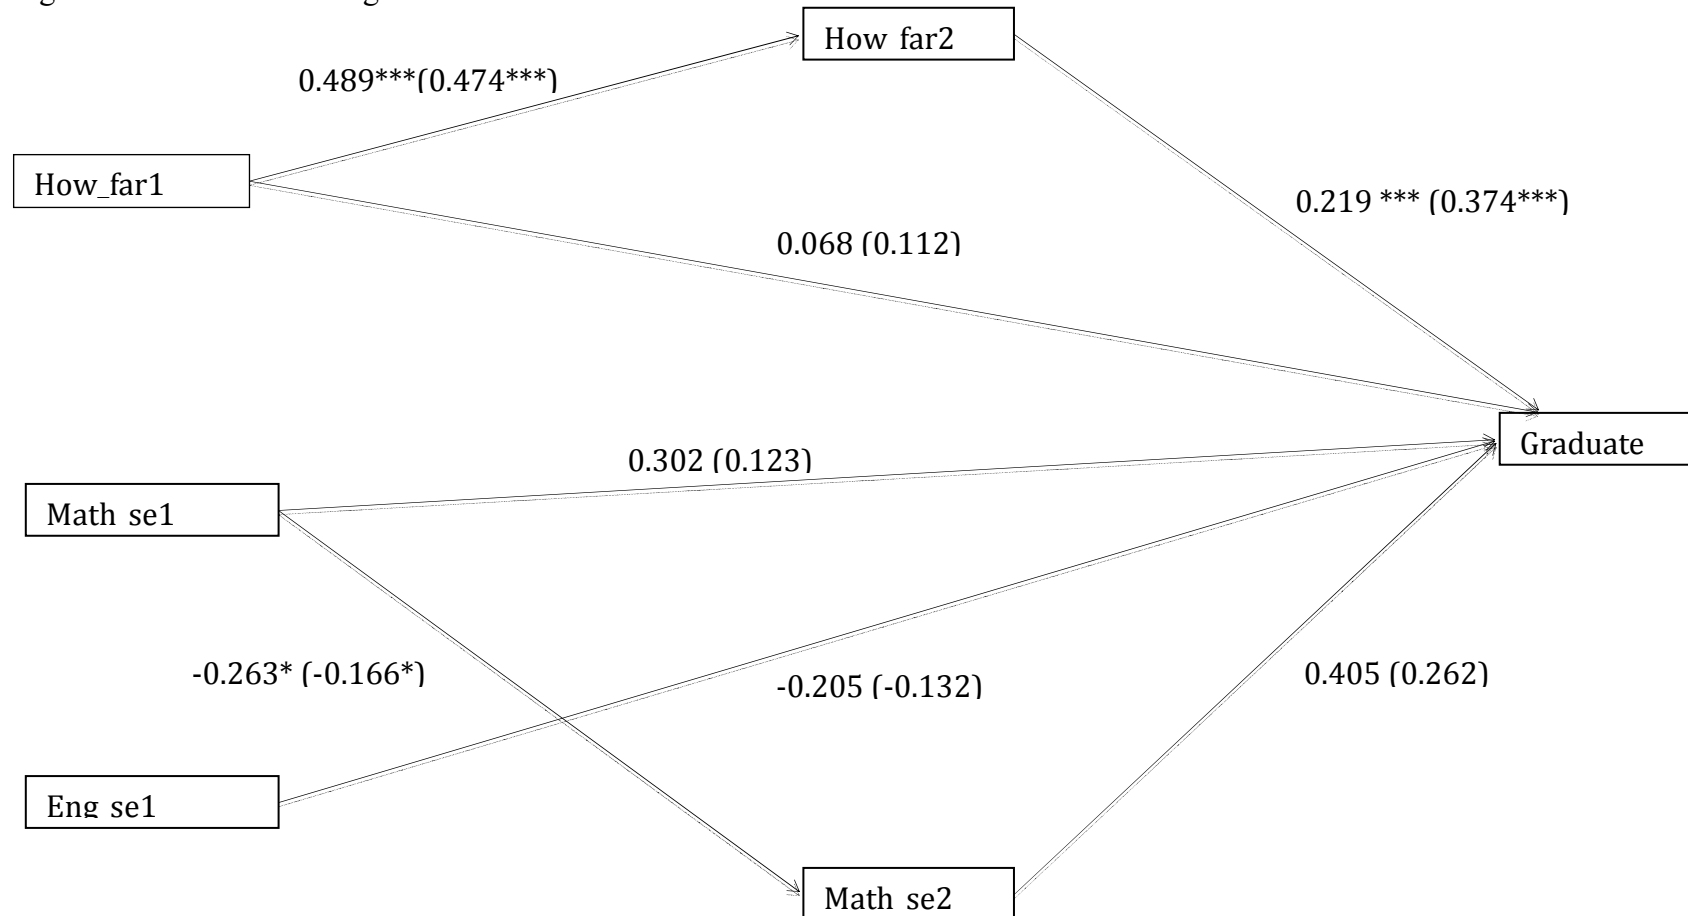 How far2
0.489***(0.474***)
How_far1
0.219 *** (0.374***)
0.068 (0.112)
Graduate
0.302 (0.123)
Math se1
-0.263* (-0.166*)
-0.205 (-0.132)
0.405 (0.262)
Eng se1
Math se2